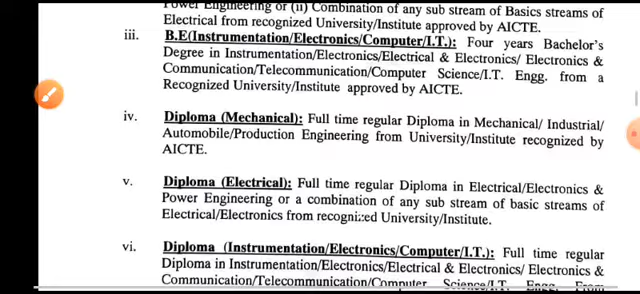 Power Engineering or (ii) Combination of any sub stream of Basics streams of
Electrical from recognized University/Institute approved by AICTE.
iii. B.E(Instrumentation/Electronics/Computer/I.T.): Four years Bachelor's
Degree in Instrumentation/Electronics/Electrical & Electronics/ Electronics &
Communication/Telecommunication/Computer Science/I.T. Engg. from a
Recognized University/Institute approved by AICTE.
iv. Diploma (Mechanical): Full time regular Diploma in Mechanical/ Industrial/
Automobile/Production Engineering from University/Institute recognized by
AICTE.
v. Diploma (Electrical): Full time regular Diploma in Electrical/Electronics &
Power Engineering or a combination of any sub stream of basic streams of
Electrical/Electronics from recognized University/Institute.
vi. Diploma (Instrumentation/Electronics/Computer/I.T.): Full time regular
Diploma in Instrumentation/Electronics/Electrical & Electronics/ Electronics &
Communication/Telecommunication/Computer Science/I.T. Engg. From